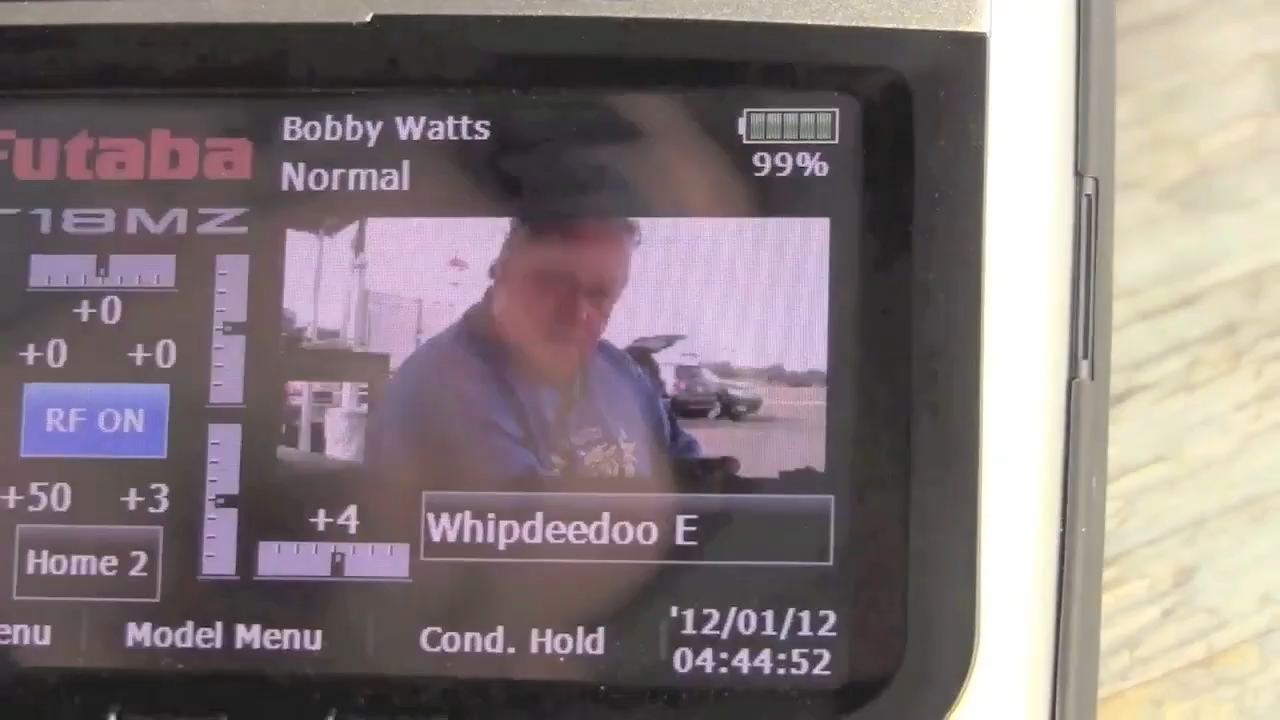 Futaba
T18MZ
Bobby Watts
Normal
99%
+0
+0 +0
RF ON
+50 +3
Home 2
+4
Whipdeedoo E
enu
Model Menu
Cond. Hold
'12/01/12
04:44:52